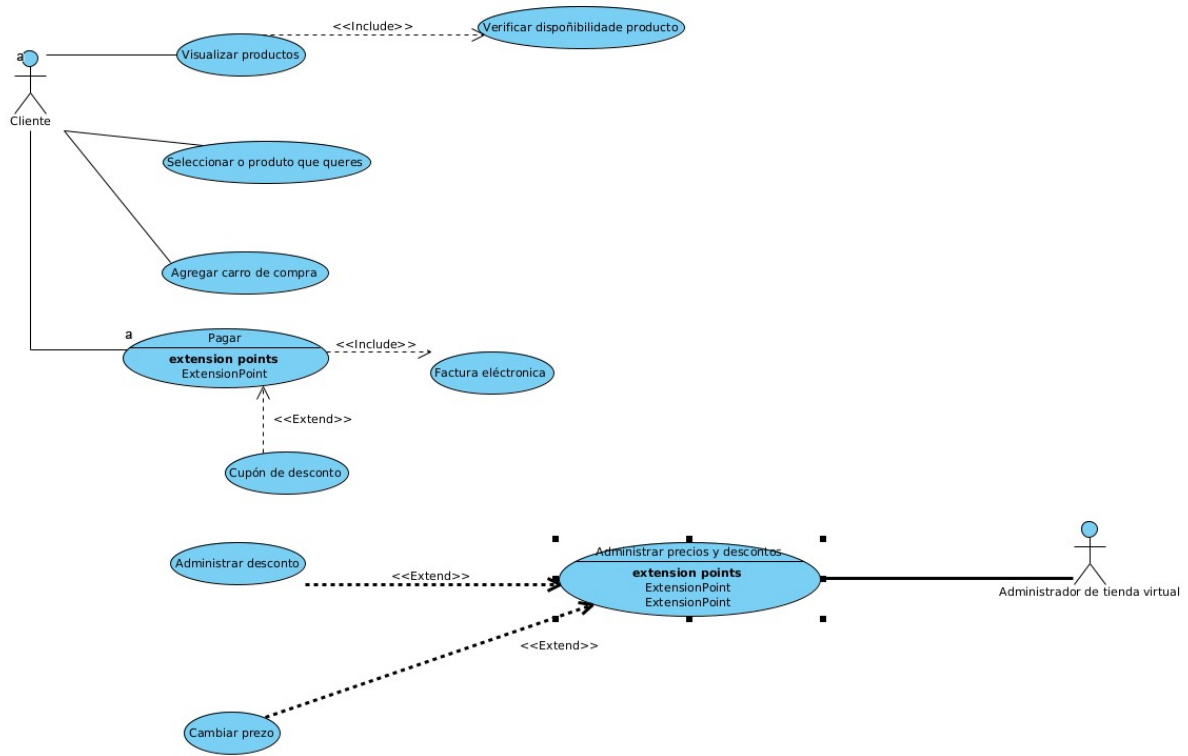 <<Include>>
Verificar dispoñibilidade producto
Visualizar productos
a
Cliente
Seleccionar o produto que queres
Agregar carro de compra
a
Pagar
extension points
ExtensionPoint
<<Include>>
Factura eléctronica
<<Extend>>
Cupón de desconto
Administrar desconto
<<Extend>>
Administrar precios y descontos
extension points
ExtensionPoint
ExtensionPoint
Administrador de tienda virtual
<<Extend>>
Cambiar prezo